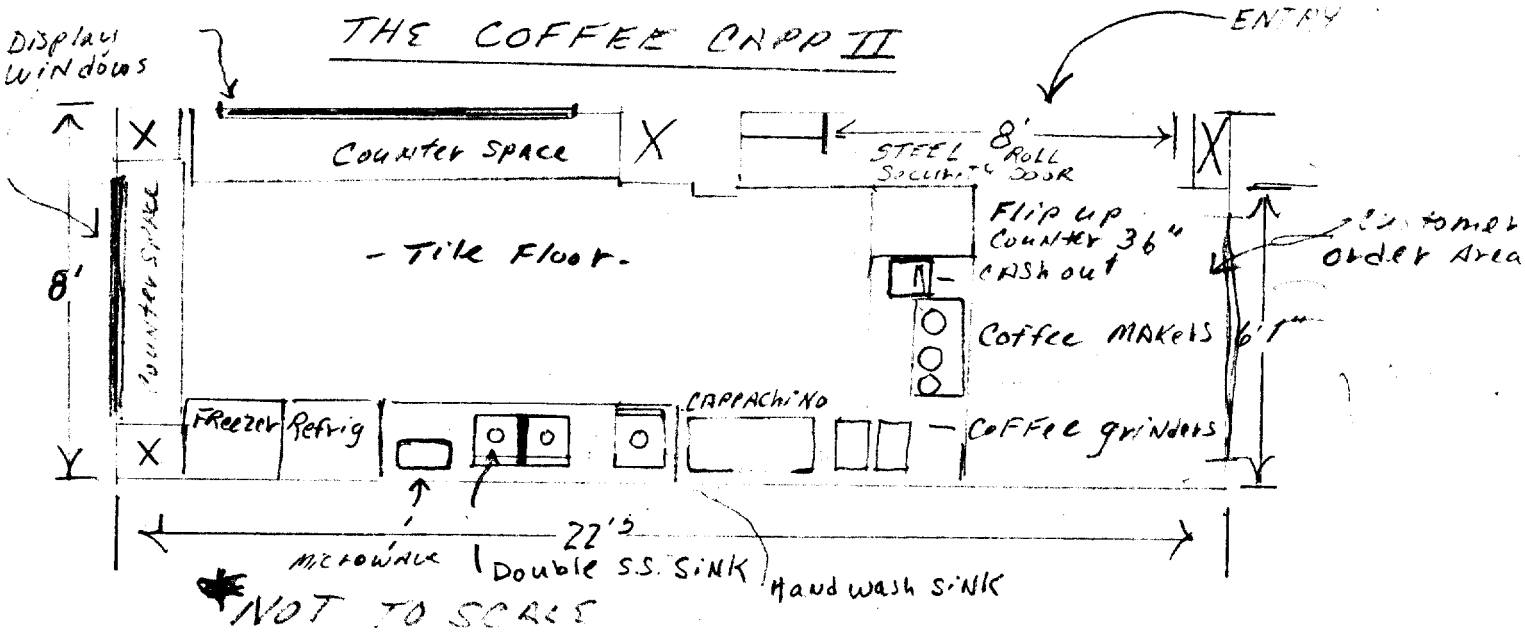 THE COFFEE CAPP II
ENTRY
Display
Windows
8'
Counter Space
STEEL ROLL
Security DOOR
Flip up
Counter 36"
Customer
order Area
CASH out
- Tile Floor.
8'
Counter Space
Coffee MAKers
CAPPAChiNO
FReezer
Refrig
Coffee grinders
22'5
Microwave
Double S.S. SiNK
Hand wash SiNK
*NOT TO SCALE